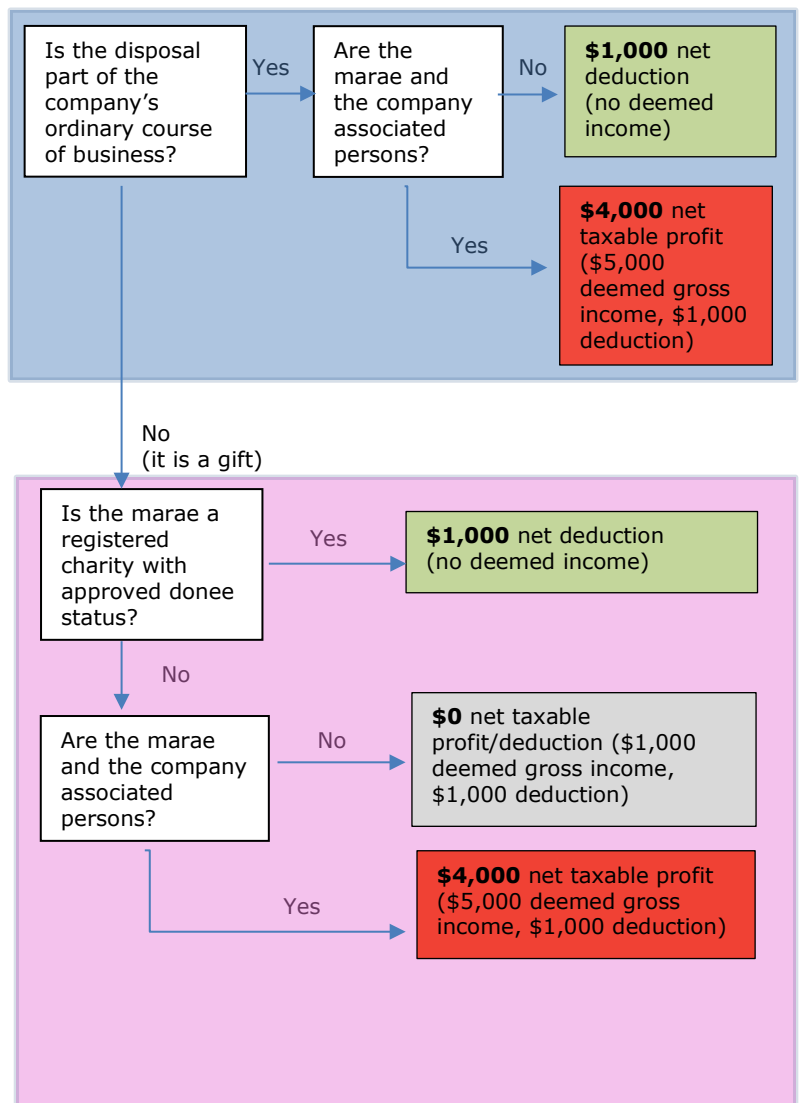 Is the disposal
part of the
company's
ordinary course
of business?
Yes
Are the
marae and
the company
associated
persons?
No
$1,000 net
deduction
(no deemed
income)
Yes
$4,000 net
taxable profit
($5,000
deemed gross
income, $1,000
deduction)
No
(it is a gift)
Is the marae a
registered
charity with
approved donee
status?
Yes
$1,000 net deduction
(no deemed income)
No
Are the marae
and the company
associated
persons?
No
$0 net taxable
profit/deduction ($1,000
deemed gross income,
$1,000 deduction)
Yes
$4,000 net taxable profit
($5,000 deemed gross
income, $1,000 deduction)